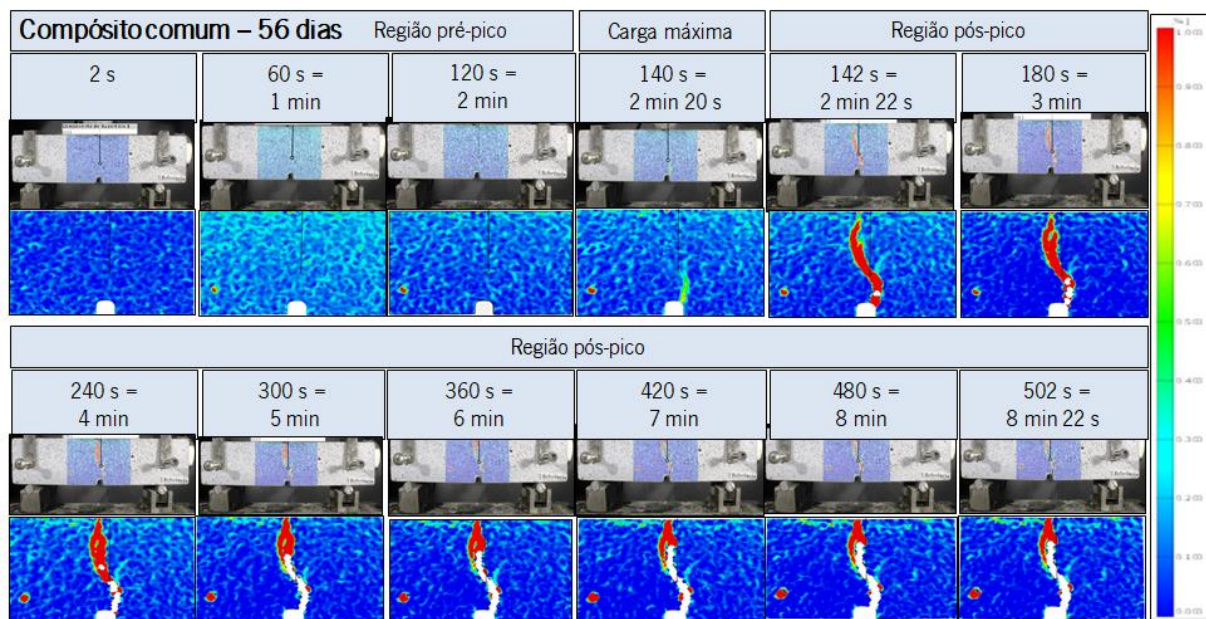 Compósito comum – 56 dias
Região pré-pico
Carga máxima
Região pós-pico
2 s
60 s =
1 min
120 s =
2 min
140 s =
2 min 20 s
142 s =
2 min 22 s
180 s =
3 min
Região pós-pico
240 s =
4 min
300 s =
5 min
360 s =
6 min
420 s =
7 min
480 s =
8 min
502 s =
8 min 22 s